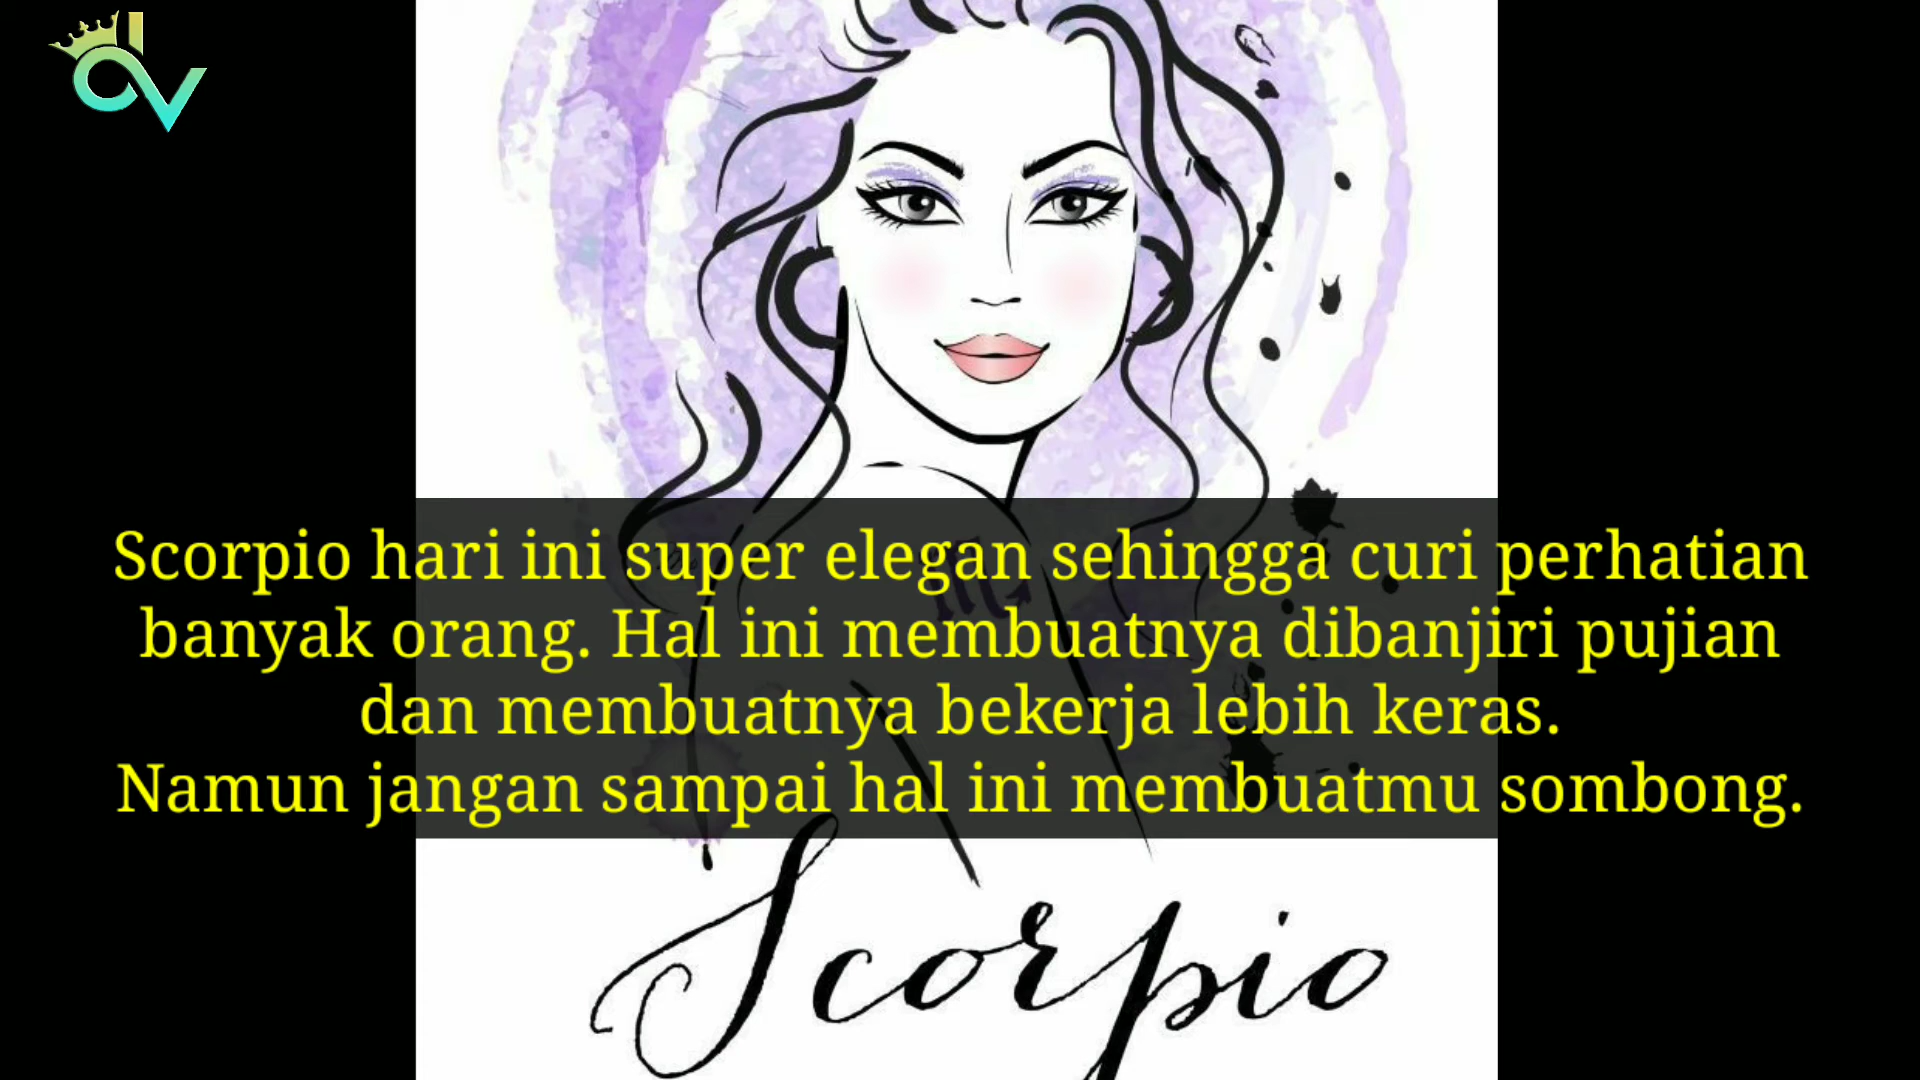 Scorpio hari ini super elegan sehingga curi perhatian
banyak orang. Hal ini membuatnya dibanjiri pujian
dan membuatnya bekerja lebih keras.
Namun jangan sampai hal ini membuatmu sombong.
Scorpio